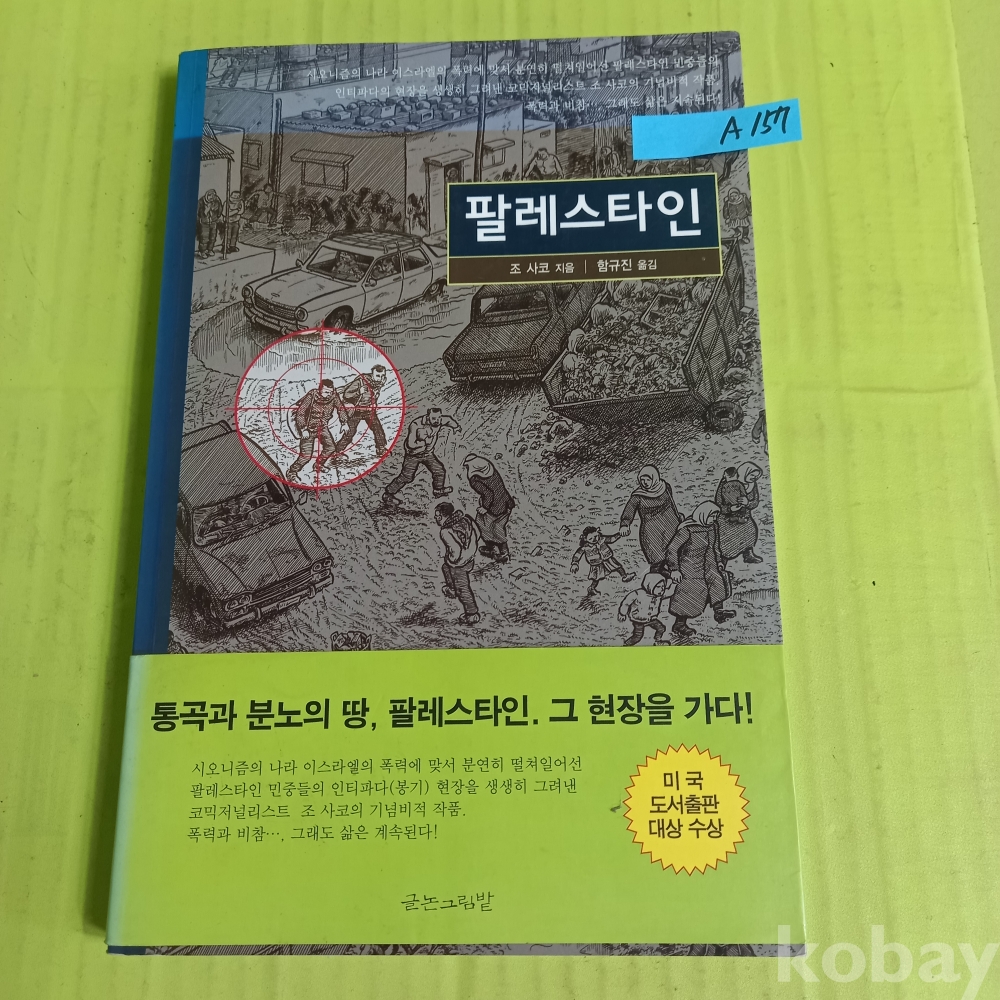 시오니즘의 나라 이스라엘의 폭력에 맞서 분연히 떨쳐일어선 팔레스타인 민중들의
인티파다의 현장을 생생히 그려낸 코믹저널리스트 조 사코의 기념비적 작품.
폭력과 비참… 그래도 삶은 계속된다!
A 157
팔레스타인
조 사코 지음 | 함규진 옮김
통곡과 분노의 땅, 팔레스타인. 그 현장을 가다!
시오니즘의 나라 이스라엘의 폭력에 맞서 분연히 떨쳐일어선
팔레스타인 민중들의 인티파다(봉기) 현장을 생생히 그려낸
코믹저널리스트 조 사코의 기념비적 작품.
폭력과 비참…, 그래도 삶은 계속된다!
미 국
도서출판
대상 수상
글논그림밭
kobay